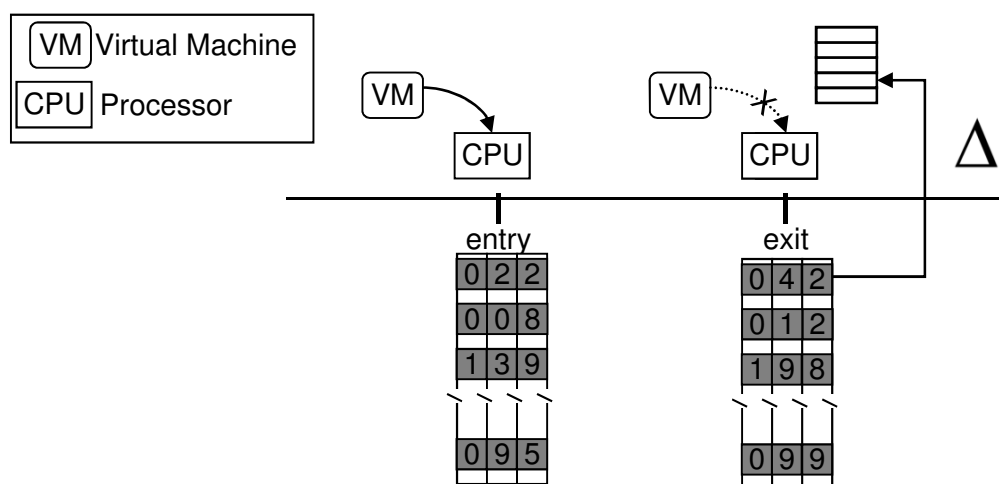 VM Virtual Machine
CPU Processor
VM
VM
CPU
CPU
Δ
entry
exit
0 2 2
0 4 2
0 0 8
0 1 2
1 3 9
1 9 8
0 9 5
0 9 9